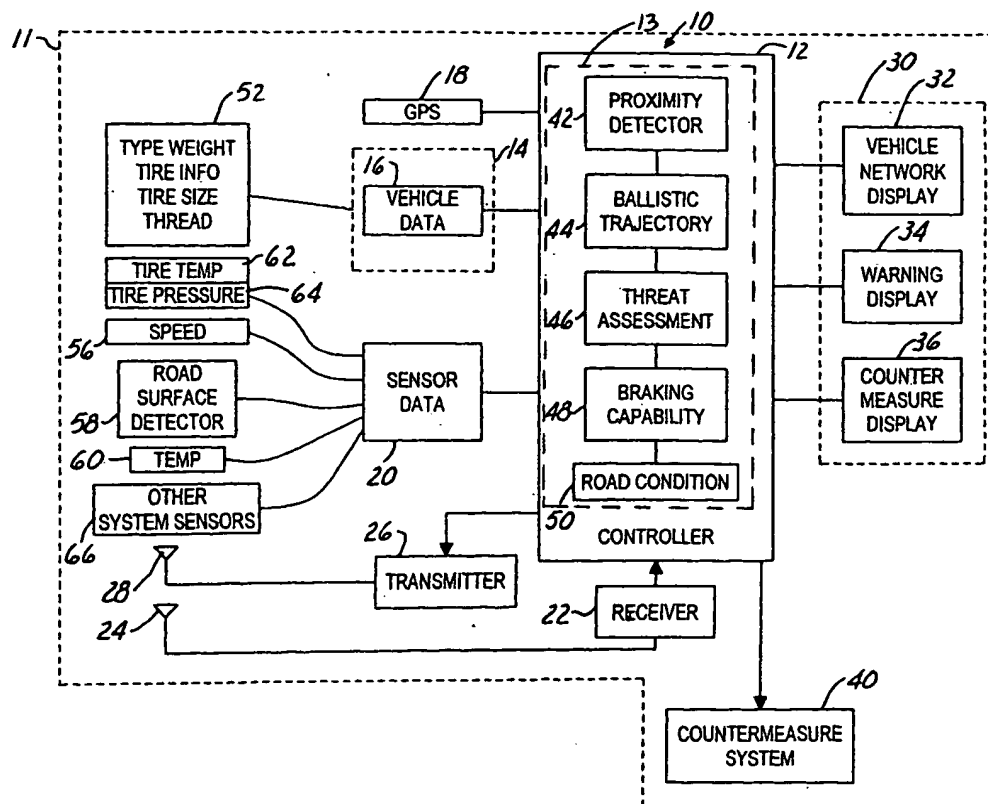 11
13
10
12
52
18
GPS
30
32
TYPE WEIGHT
TIRE INFO
TIRE SIZE
THREAD
16
14
VEHICLE
DATA
42
PROXIMITY
DETECTOR
VEHICLE
NETWORK
DISPLAY
44
BALLISTIC
TRAJECTORY
34
WARNING
DISPLAY
TIRE TEMP
62
TIRE PRESSURE
64
56
SPEED
46
THREAT
ASSESSMENT
36
COUNTER
MEASURE
DISPLAY
58
ROAD
SURFACE
DETECTOR
SENSOR
DATA
20
48
BRAKING
CAPABILITY
60
TEMP
50
ROAD CONDITION
66
OTHER
SYSTEM SENSORS
CONTROLLER
26
TRANSMITTER
28
24
22
RECEIVER
40
COUNTERMEASURE
SYSTEM